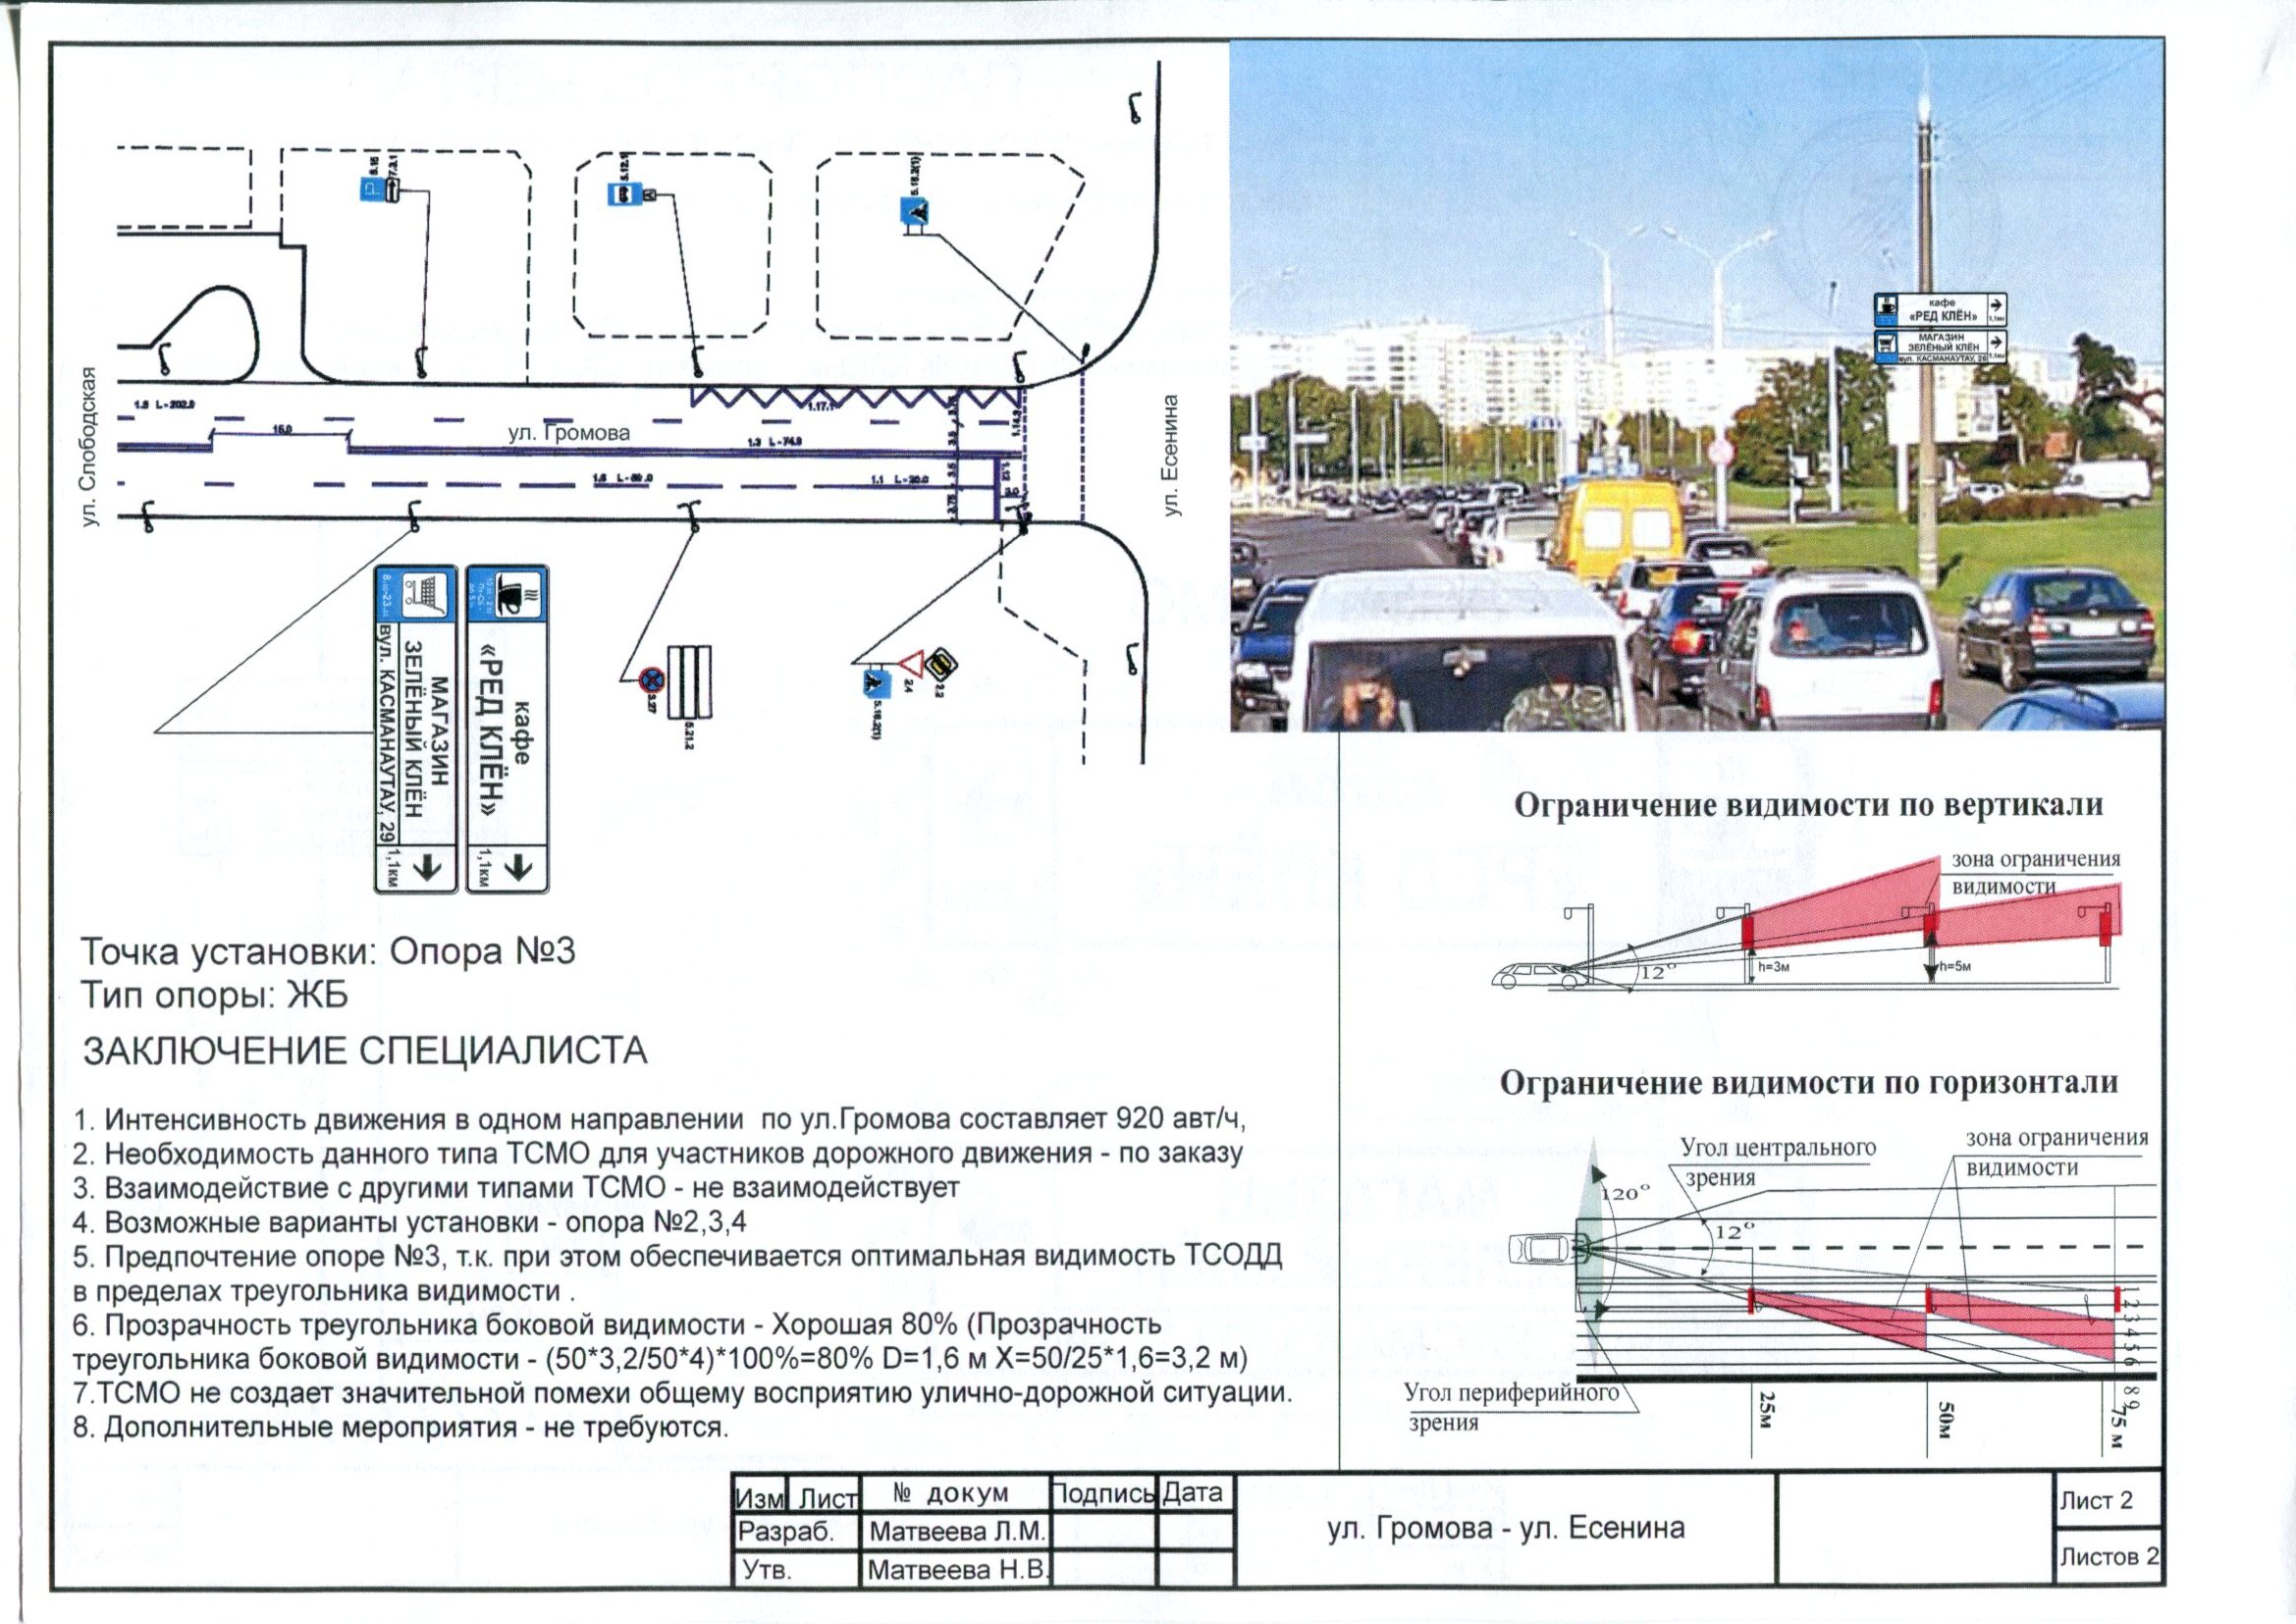 5.15
7.3.1
5.12.1
5.16.2(1)
ул. Слободская
1.5 L-202.0
15.0
ул. Громова
1.17.1
1.3 L-74.9
1.14.3
1.1 L-20.0
3.0
ул. Есенина
10.00 - 2.00
кафе
«РЕД КЛЁН»
1,1км
8.00-23.00
МАГАЗИН
ЗЕЛЁНЫЙ КЛЁН
вул. КАСМАНАУТАУ, 29
1,1км
3.27
5.21.2
5.16.2(1)
2.4
2.2
кафе
«РЕД КЛЁН»
1,1км
МАГАЗИН
ЗЕЛЁНЫЙ КЛЁН
вул. КАСМАНАУТАУ, 29
1,1км
Точка установки: Опора №3
Тип опоры: ЖБ
ЗАКЛЮЧЕНИЕ СПЕЦИАЛИСТА
1. Интенсивность движения в одном направлении по ул.Громова составляет 920 авт/ч,
2. Необходимость данного типа ТСМО для участников дорожного движения - по заказу
3. Взаимодействие с другими типами ТСМО - не взаимодействует
4. Возможные варианты установки - опора №2,3,4
5. Предпочтение опоре №3, т.к. при этом обеспечивается оптимальная видимость ТСОДД
в пределах треугольника видимости .
6. Прозрачность треугольника боковой видимости - Хорошая 80% (Прозрачность
треугольника боковой видимости - (50*3,2/50*4)*100%=80% D=1,6 м X=50/25*1,6=3,2 м)
7.ТСМО не создает значительной помехи общему восприятию улично-дорожной ситуации.
8. Дополнительные мероприятия - не требуются.
Ограничение видимости по вертикали
зона ограничения
видимости
12°
h=3м
h=5м
Ограничение видимости по горизонтали
Угол центрального
зрения
зона ограничения
видимости
120°
12°
1 2 3 4 5 6 8 9
Угол периферийного
зрения
25м
50м
75 м
Изм Лист № докум Подпись Дата
Разраб. Матвеева Л.М.
Утв. Матвеева Н.В.
ул. Громова - ул. Есенина
Лист 2
Листов 2